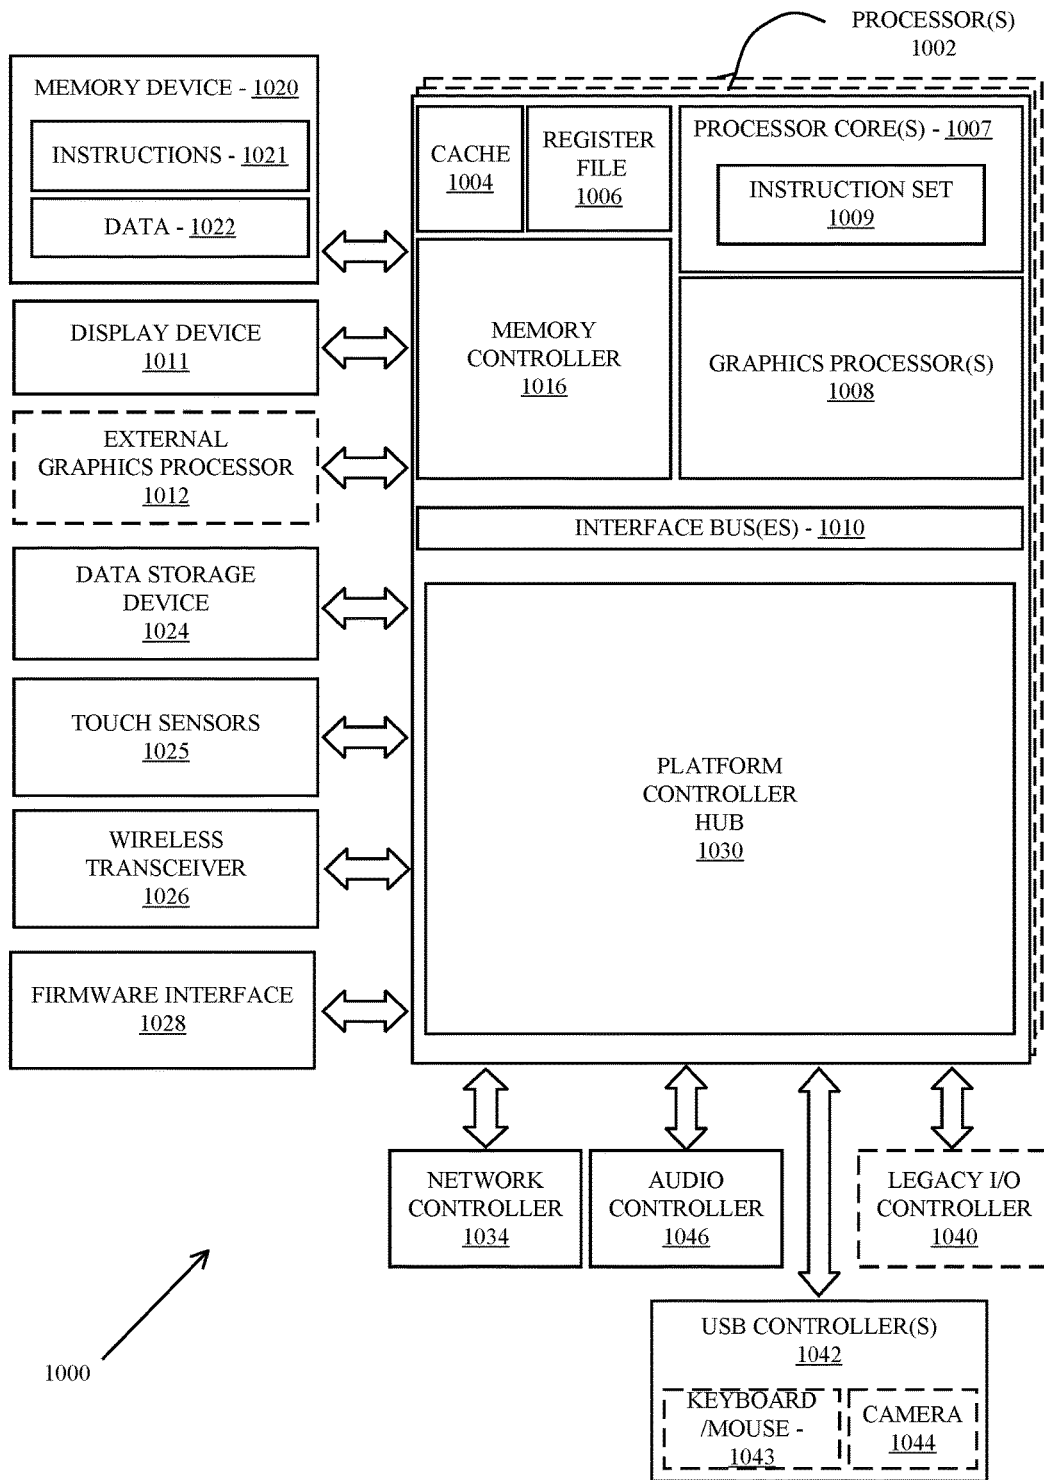 PROCESSOR(S)
1002
MEMORY DEVICE - 1020
INSTRUCTIONS - 1021
DATA - 1022
CACHE
1004
REGISTER
FILE
1006
PROCESSOR CORE(S) - 1007
INSTRUCTION SET
1009
DISPLAY DEVICE
1011
MEMORY
CONTROLLER
1016
GRAPHICS PROCESSOR(S)
1008
EXTERNAL
GRAPHICS PROCESSOR
1012
INTERFACE BUS(ES) - 1010
DATA STORAGE
DEVICE
1024
TOUCH SENSORS
1025
PLATFORM
CONTROLLER
HUB
1030
WIRELESS
TRANSCEIVER
1026
FIRMWARE INTERFACE
1028
NETWORK
CONTROLLER
1034
AUDIO
CONTROLLER
1046
LEGACY I/O
CONTROLLER
1040
USB CONTROLLER(S)
1042
KEYBOARD
/MOUSE -
1043
CAMERA
1044
1000